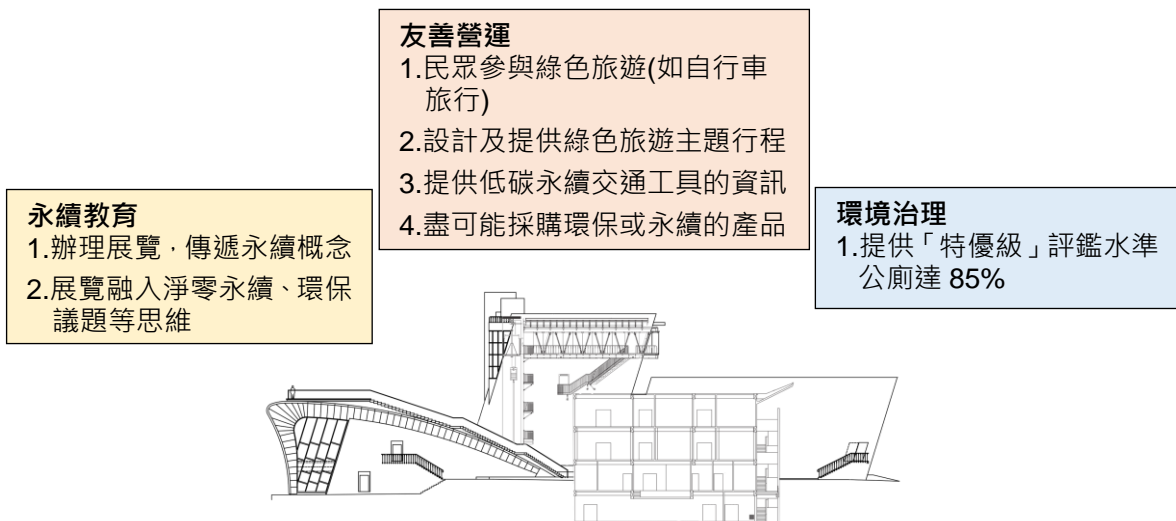 友善營運
1.民眾參與綠色旅遊(如自行車
旅行)
2.設計及提供綠色旅遊主題行程
3.提供低碳永續交通工具的資訊
4.盡可能採購環保或永續的產品
永續教育
1.辦理展覽，傳遞永續概念
2.展覽融入淨零永續、環保
議題等思維
環境治理
1.提供「特優級」評鑑水準
公廁達 85%